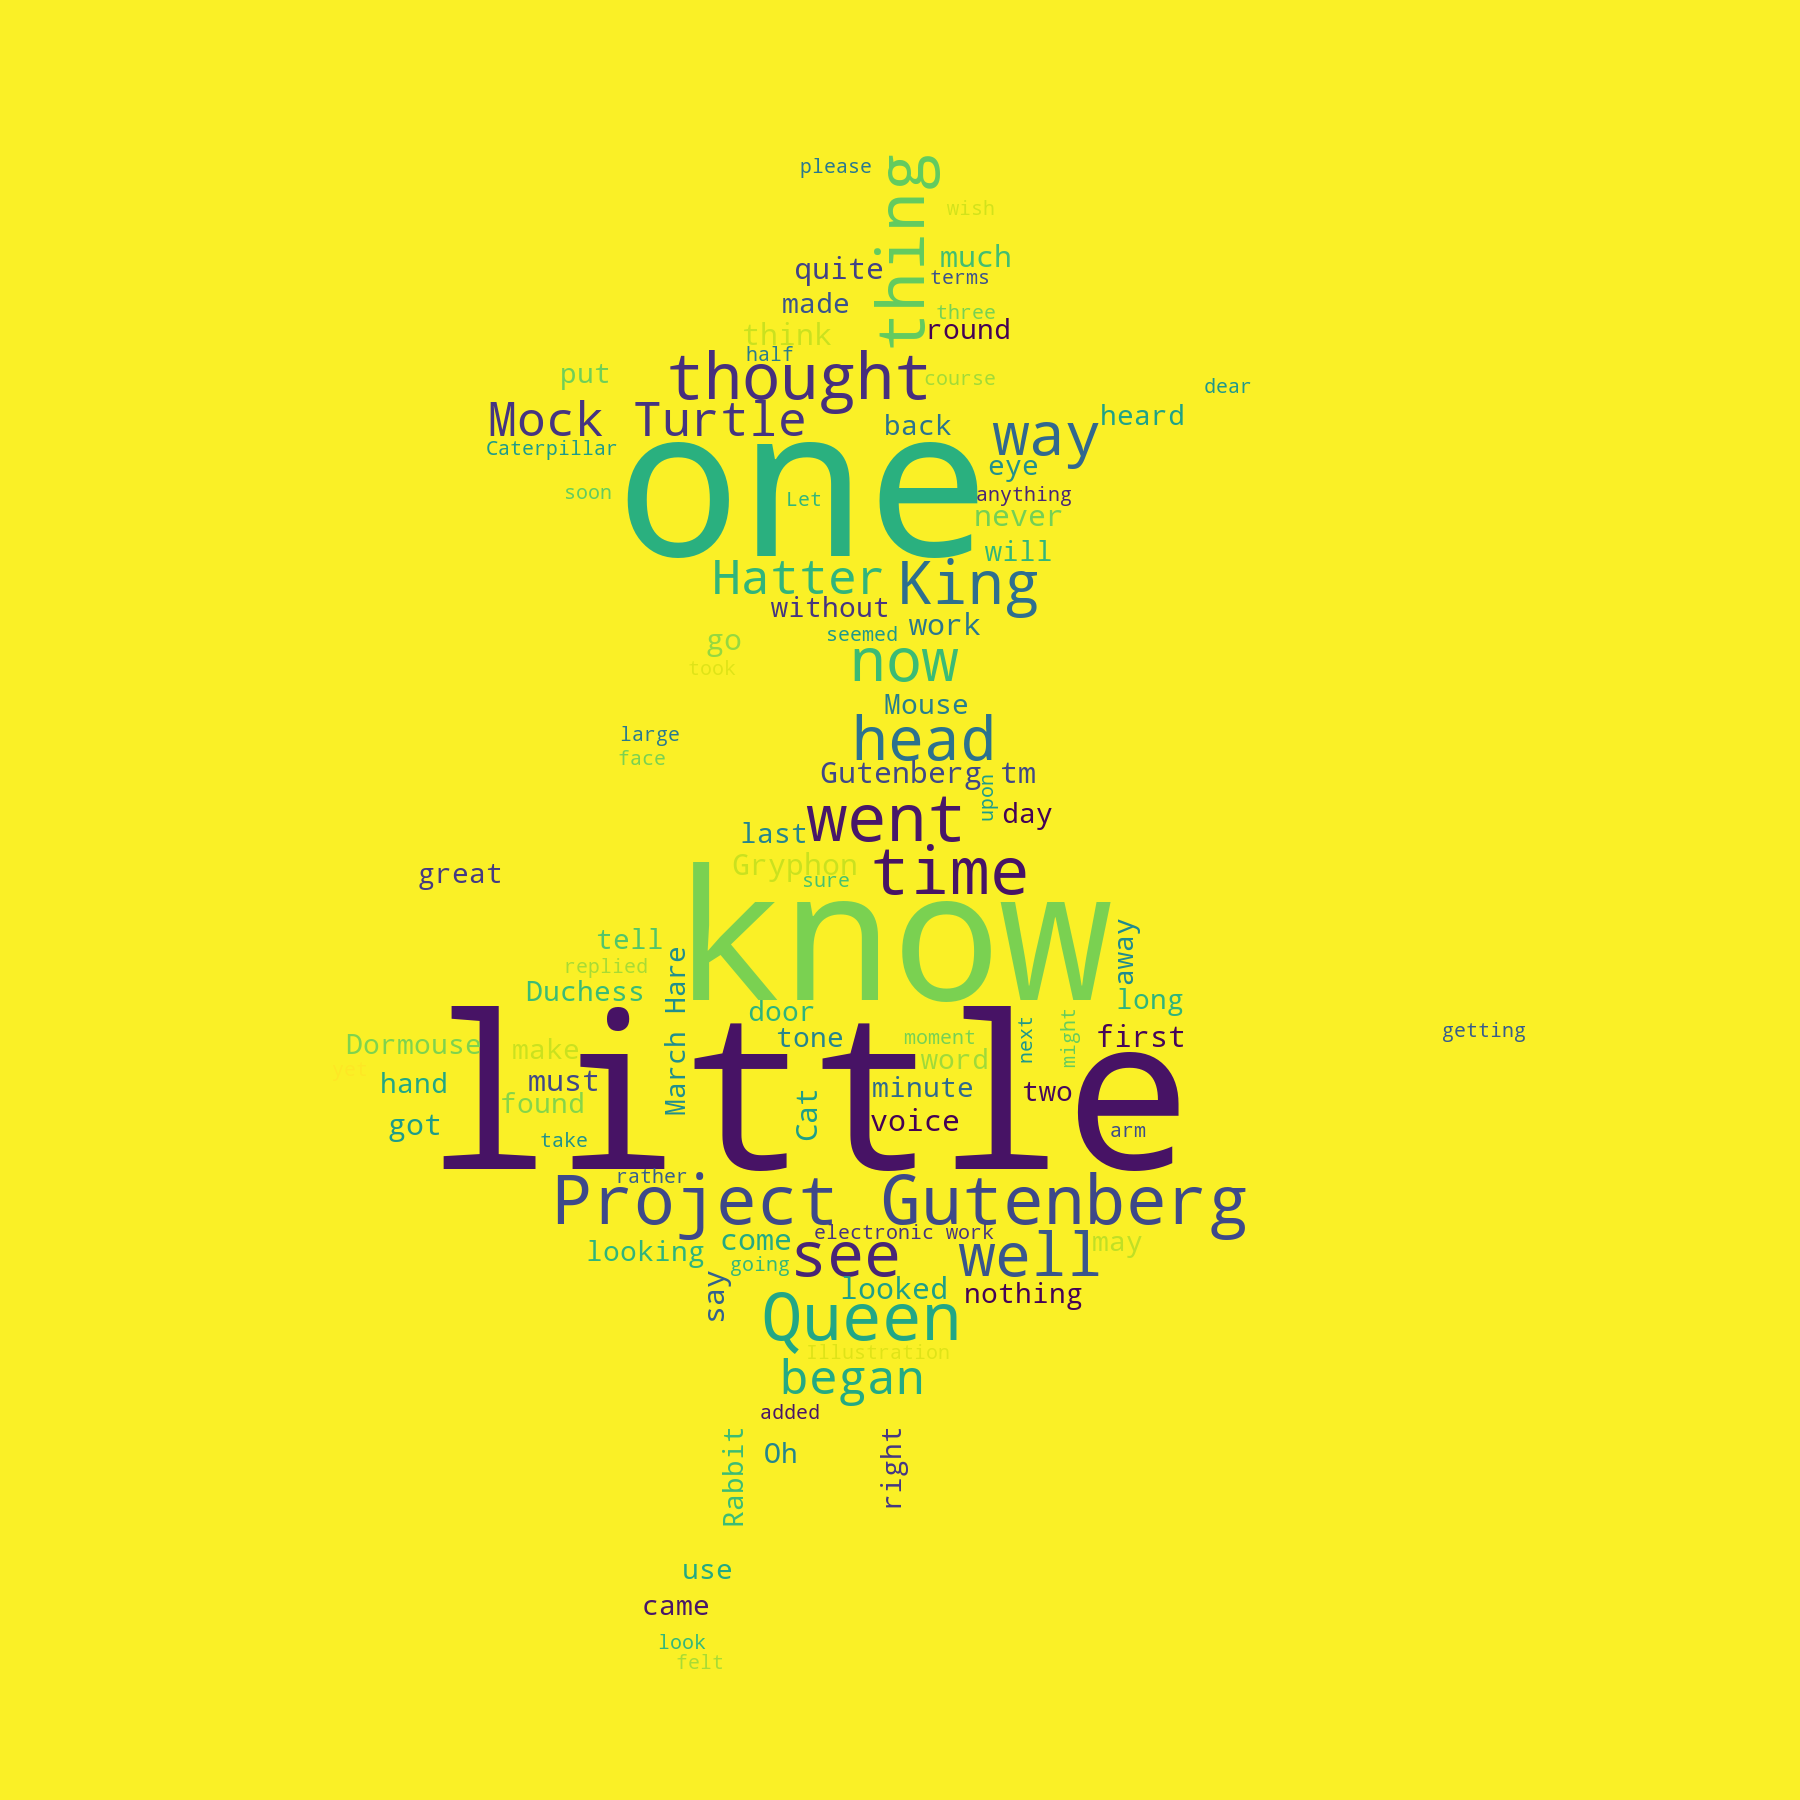 please
thing
wish
much
quite
terms
made
three
think
round
half
thought
put
course
dear
Mock Turtle
back
way
heard
Caterpillar
one
eye
soon
Let
anything
never
will
Hatter
King
without
work
seemed
go
now
took
Mouse
large
head
face
Gutenberg tm
upon
day
went
last
Gryphon
time
great
sure
know
away
tell
replied
March Hare
Duchess
long
door
little
first
getting
tone
moment
next
might
Dormouse
make
word
yet
hand
must
minute
two
found
Cat
voice
got
arm
take
rather
Project Gutenberg
electronic work
come
see
well
may
looking
going
say
looked
nothing
Queen
Illustration
began
added
Rabbit
Oh
right
use
came
look
felt